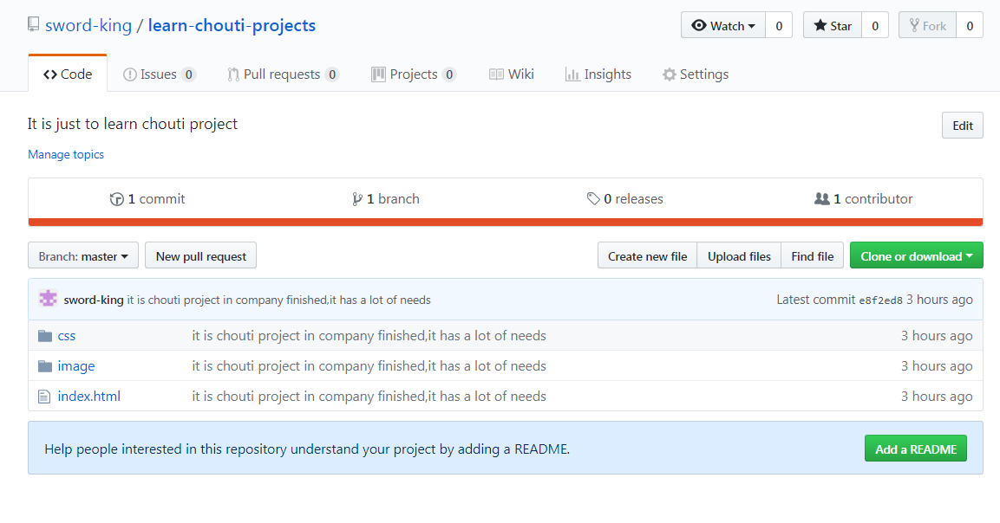 sword-king / learn-chouti-projects Watch 0 Star 0 Fork 0
Code Issues 0 Pull requests 0 Projects 0 Wiki Insights Settings
It is just to learn chouti project Edit
Manage topics
1 commit 1 branch 0 releases 1 contributor
Branch: master New pull request Create new file Upload files Find file Clone or download
sword-king it is chouti project in company finished,it has a lot of needs Latest commit e8f2ed8 3 hours ago
css it is chouti project in company finished,it has a lot of needs 3 hours ago
image it is chouti project in company finished,it has a lot of needs 3 hours ago
index.html it is chouti project in company finished,it has a lot of needs 3 hours ago
Help people interested in this repository understand your project by adding a README. Add a README